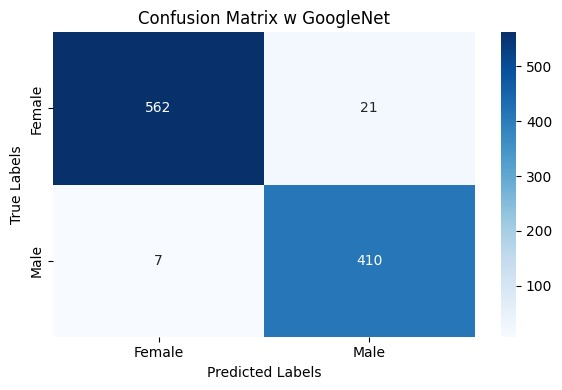 Confusion Matrix w GoogleNet
True Labels
Female
Male
562
21
7
410
Female
Male
Predicted Labels
500
400
300
200
100